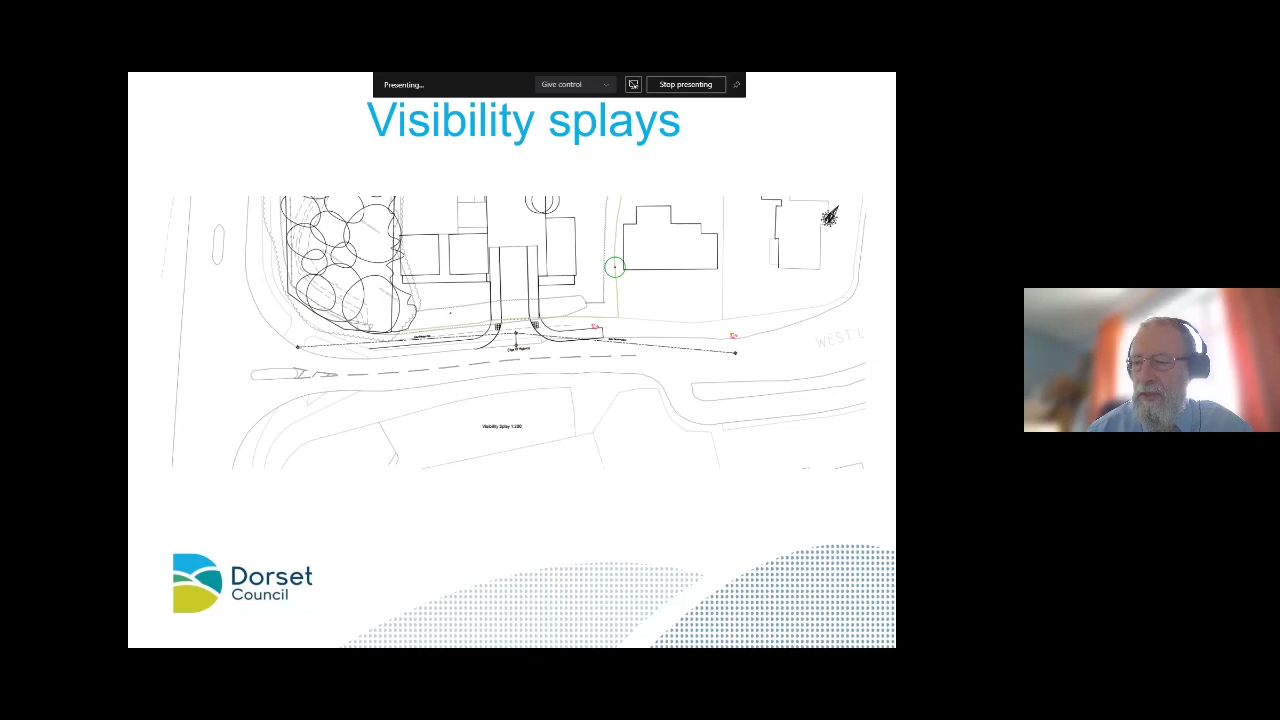 Presenting...
Give control
Stop presenting
Visibility splays
WEST L
Visibility Splay 1:200
Dorset
Council